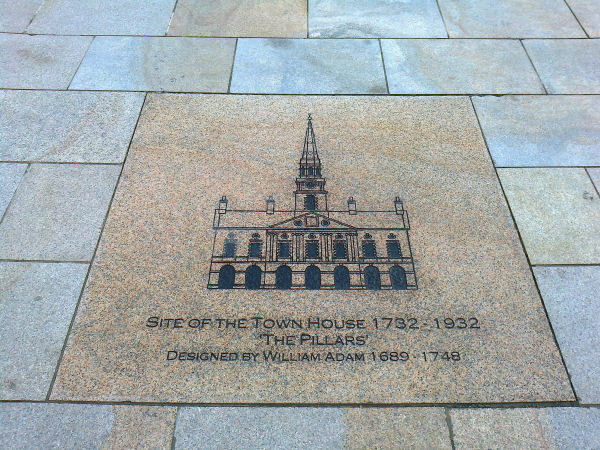 Site of the Town House 1732 - 1932
'The Pillars'
Designed by William Adam 1689 - 1748